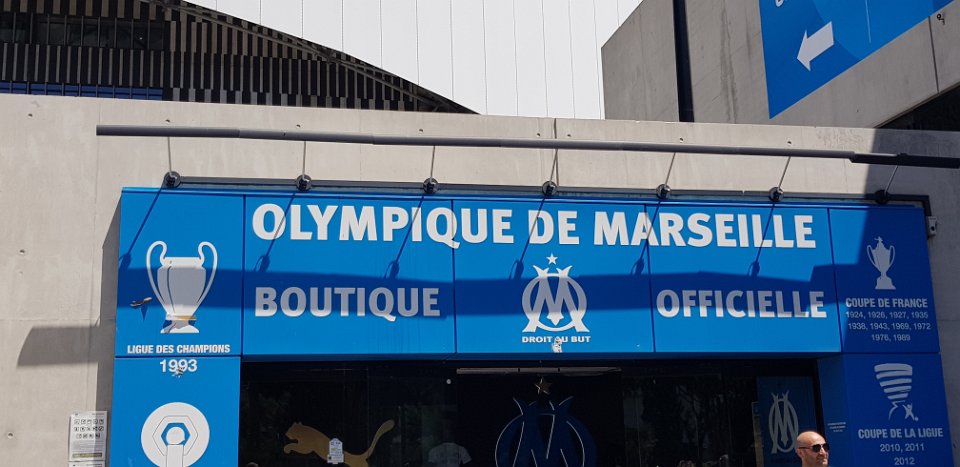 OLYMPIQUE DE MARSEILLE
BOUTIQUE
OFFICIELLE
DROIT AU BUT
LIGUE DES CHAMPIONS
1993
COUPE DE FRANCE
1924, 1926, 1927, 1935
1938, 1943, 1969, 1972
1976, 1989
COUPE DE LA LIGUE
2010, 2011
2012